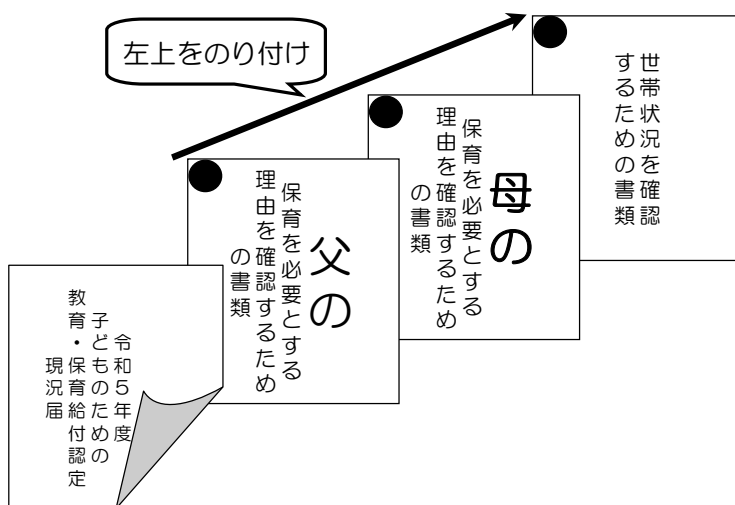 左上をのり付け
世帯状況を確認
するための書類
母の
保育を必要とする
理由を確認するため
の書類
父の
保育を必要とする
理由を確認するため
の書類
令和５年度
子どものための
教育・保育給付認定
現況届